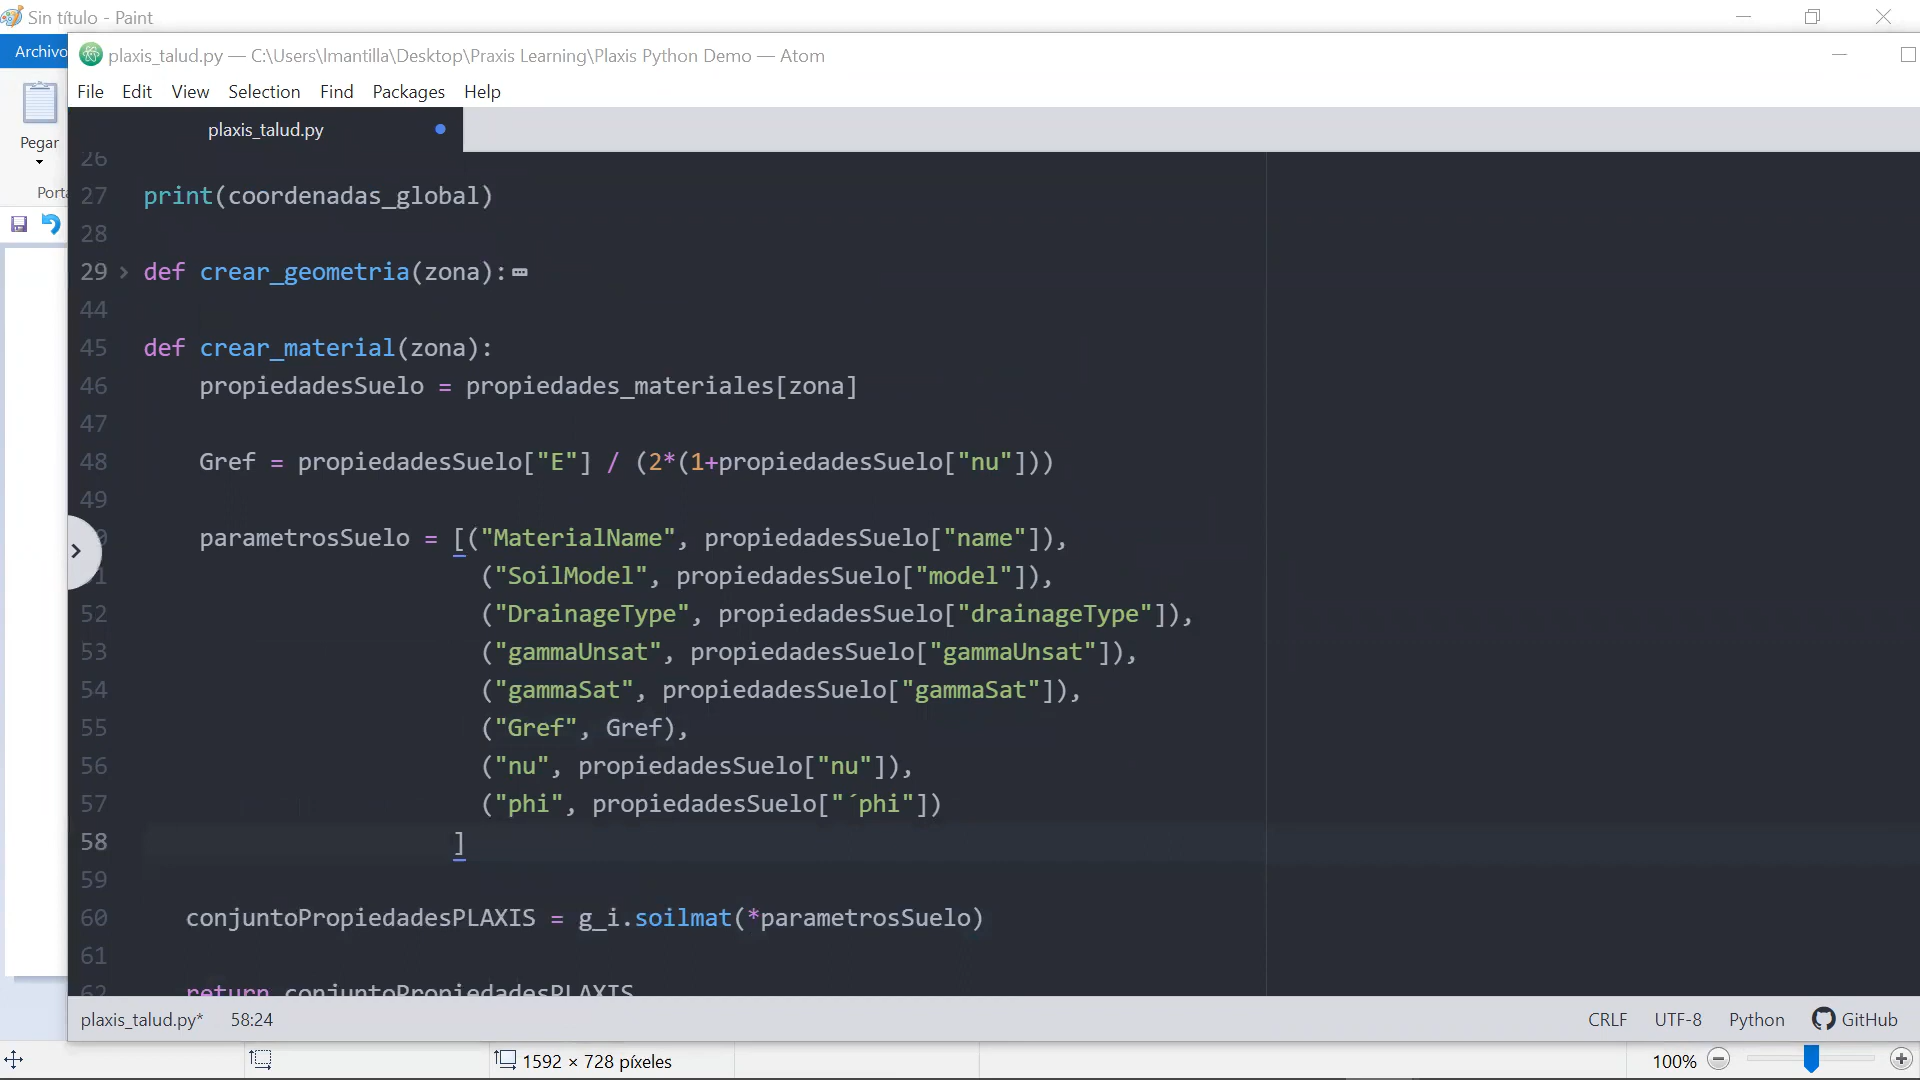 Sin título - Paint
Archivo
plaxis_talud.py — C:\Users\lmantilla\Desktop\Praxis Learning\Plaxis Python Demo — Atom
File Edit View Selection Find Packages Help
Pegar
Porta
plaxis_talud.py
26
27 print(coordenadas_global)
28
29 def crear_geometria(zona):
44
45 def crear_material(zona):
46 propiedadesSuelo = propiedades_materiales[zona]
47
48 Gref = propiedadesSuelo["E"] / (2*(1+propiedadesSuelo["nu"]))
49
parametrosSuelo = [("MaterialName", propiedadesSuelo["name"]),
("SoilModel", propiedadesSuelo["model"]),
52 ("DrainageType", propiedadesSuelo["drainageType"]),
53 ("gammaUnsat", propiedadesSuelo["gammaUnsat"]),
54 ("gammaSat", propiedadesSuelo["gammaSat"]),
55 ("Gref", Gref),
56 ("nu", propiedadesSuelo["nu"]),
57 ("phi", propiedadesSuelo["´phi"])
58 ]
59
60 conjuntoPropiedadesPLAXIS = g_i.soilmat(*parametrosSuelo)
61
62 return conjuntoPropiedadesPLAXIS
plaxis_talud.py* 58:24 CRLF UTF-8 Python GitHub
1592 × 728 píxeles 100%